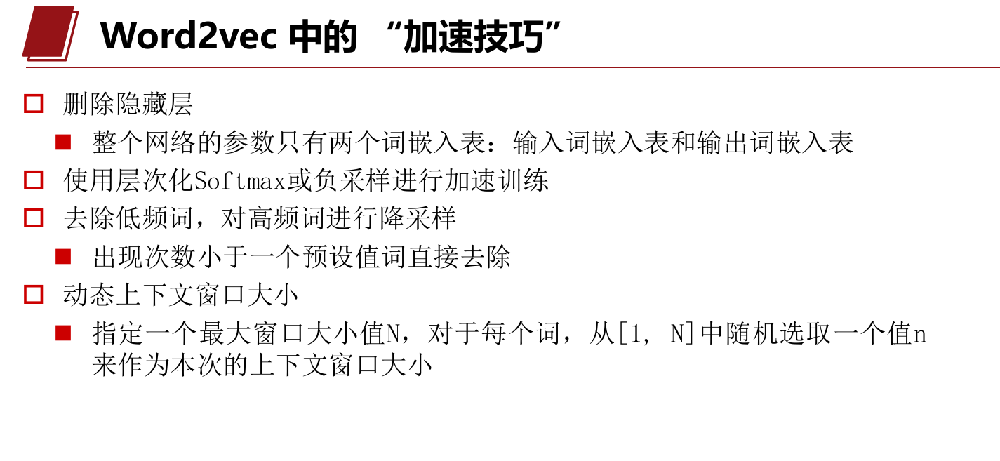 Word2vec 中的 “加速技巧”
删除隐藏层
整个网络的参数只有两个词嵌入表：输入词嵌入表和输出词嵌入表
使用层次化Softmax或负采样进行加速训练
去除低频词，对高频词进行降采样
出现次数小于一个预设值词直接去除
动态上下文窗口大小
指定一个最大窗口大小值N，对于每个词，从[1, N]中随机选取一个值n
来作为本次的上下文窗口大小